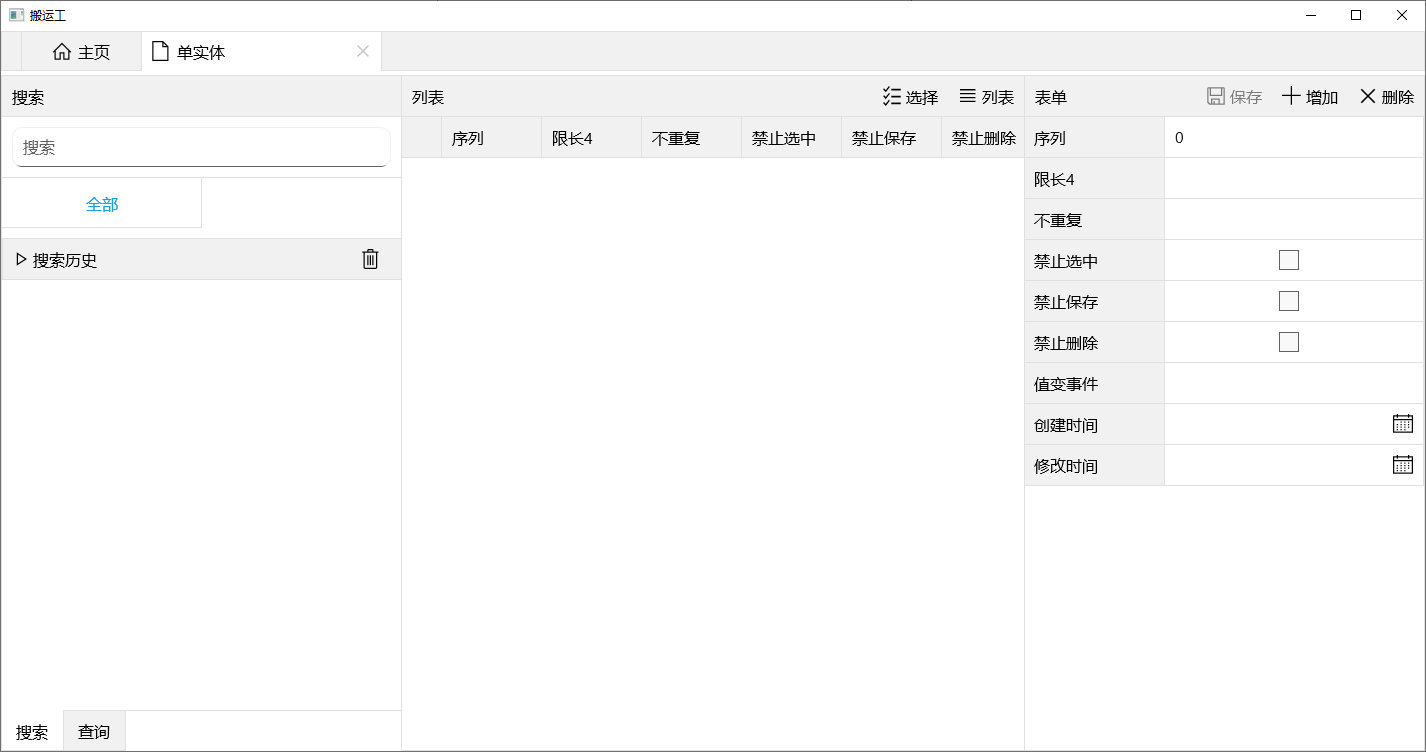 搬运工
主页
单实体
搜索
搜索
全部
搜索历史
搜索 查询
列表 选择 列表
序列 限长4 不重复 禁止选中 禁止保存 禁止删除
表单 保存 增加 删除
序列 0
限长4
不重复
禁止选中
禁止保存
禁止删除
值变事件
创建时间
修改时间